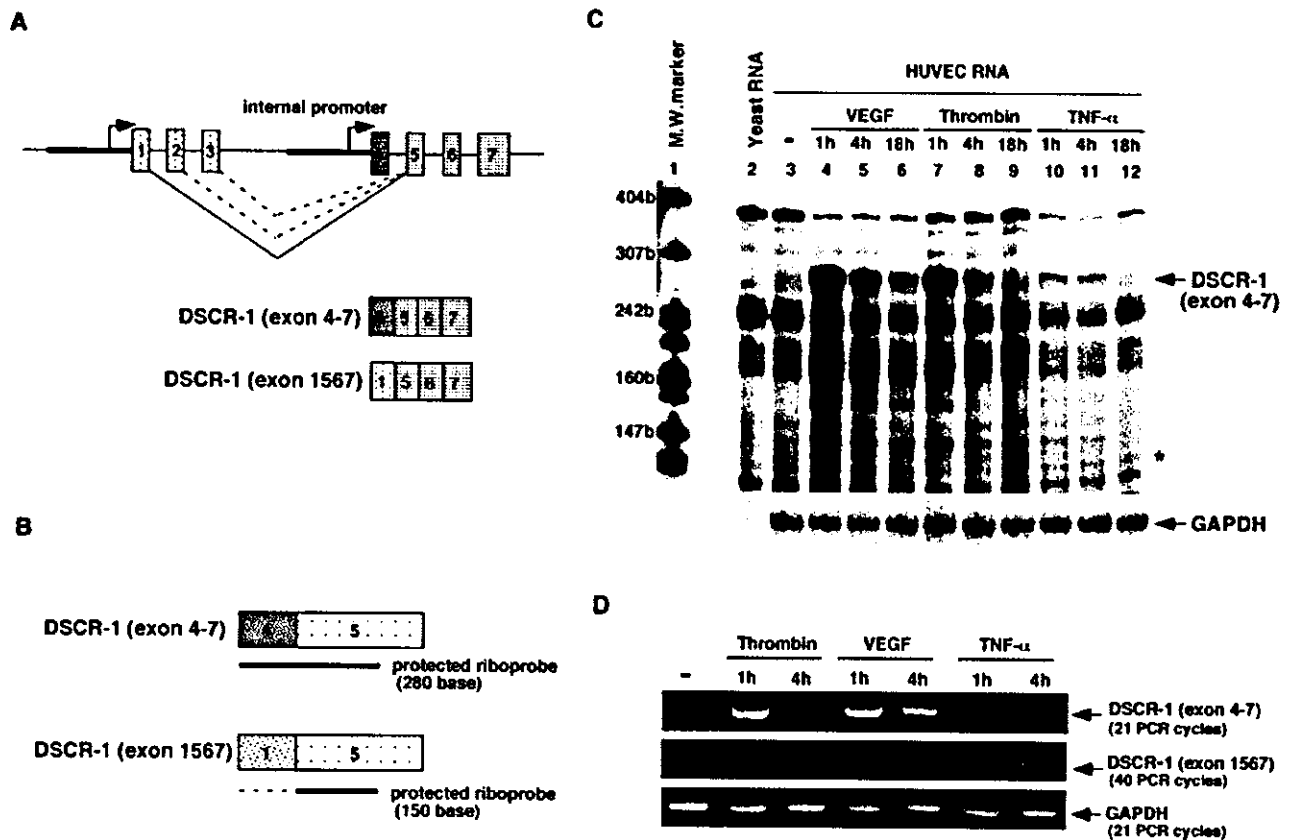 A
internal promoter
1 2 3 5 6 7
DSCR-1 (exon 4-7)
5 6 7
DSCR-1 (exon 1567)
1 5 6 7
B
DSCR-1 (exon 4-7)
5
protected riboprobe
(280 base)
DSCR-1 (exon 1567)
1 5
protected riboprobe
(150 base)
C
M.W.marker
Yeast RNA
HUVEC RNA
- VEGF Thrombin TNF-α
1h 4h 18h 1h 4h 18h 1h 4h 18h
1 2 3 4 5 6 7 8 9 10 11 12
404b
307b
242b
160b
147b
DSCR-1
(exon 4-7)
*
GAPDH
D
Thrombin VEGF TNF-α
- 1h 4h 1h 4h 1h 4h
DSCR-1 (exon 4-7)
(21 PCR cycles)
DSCR-1 (exon 1567)
(40 PCR cycles)
GAPDH
(21 PCR cycles)